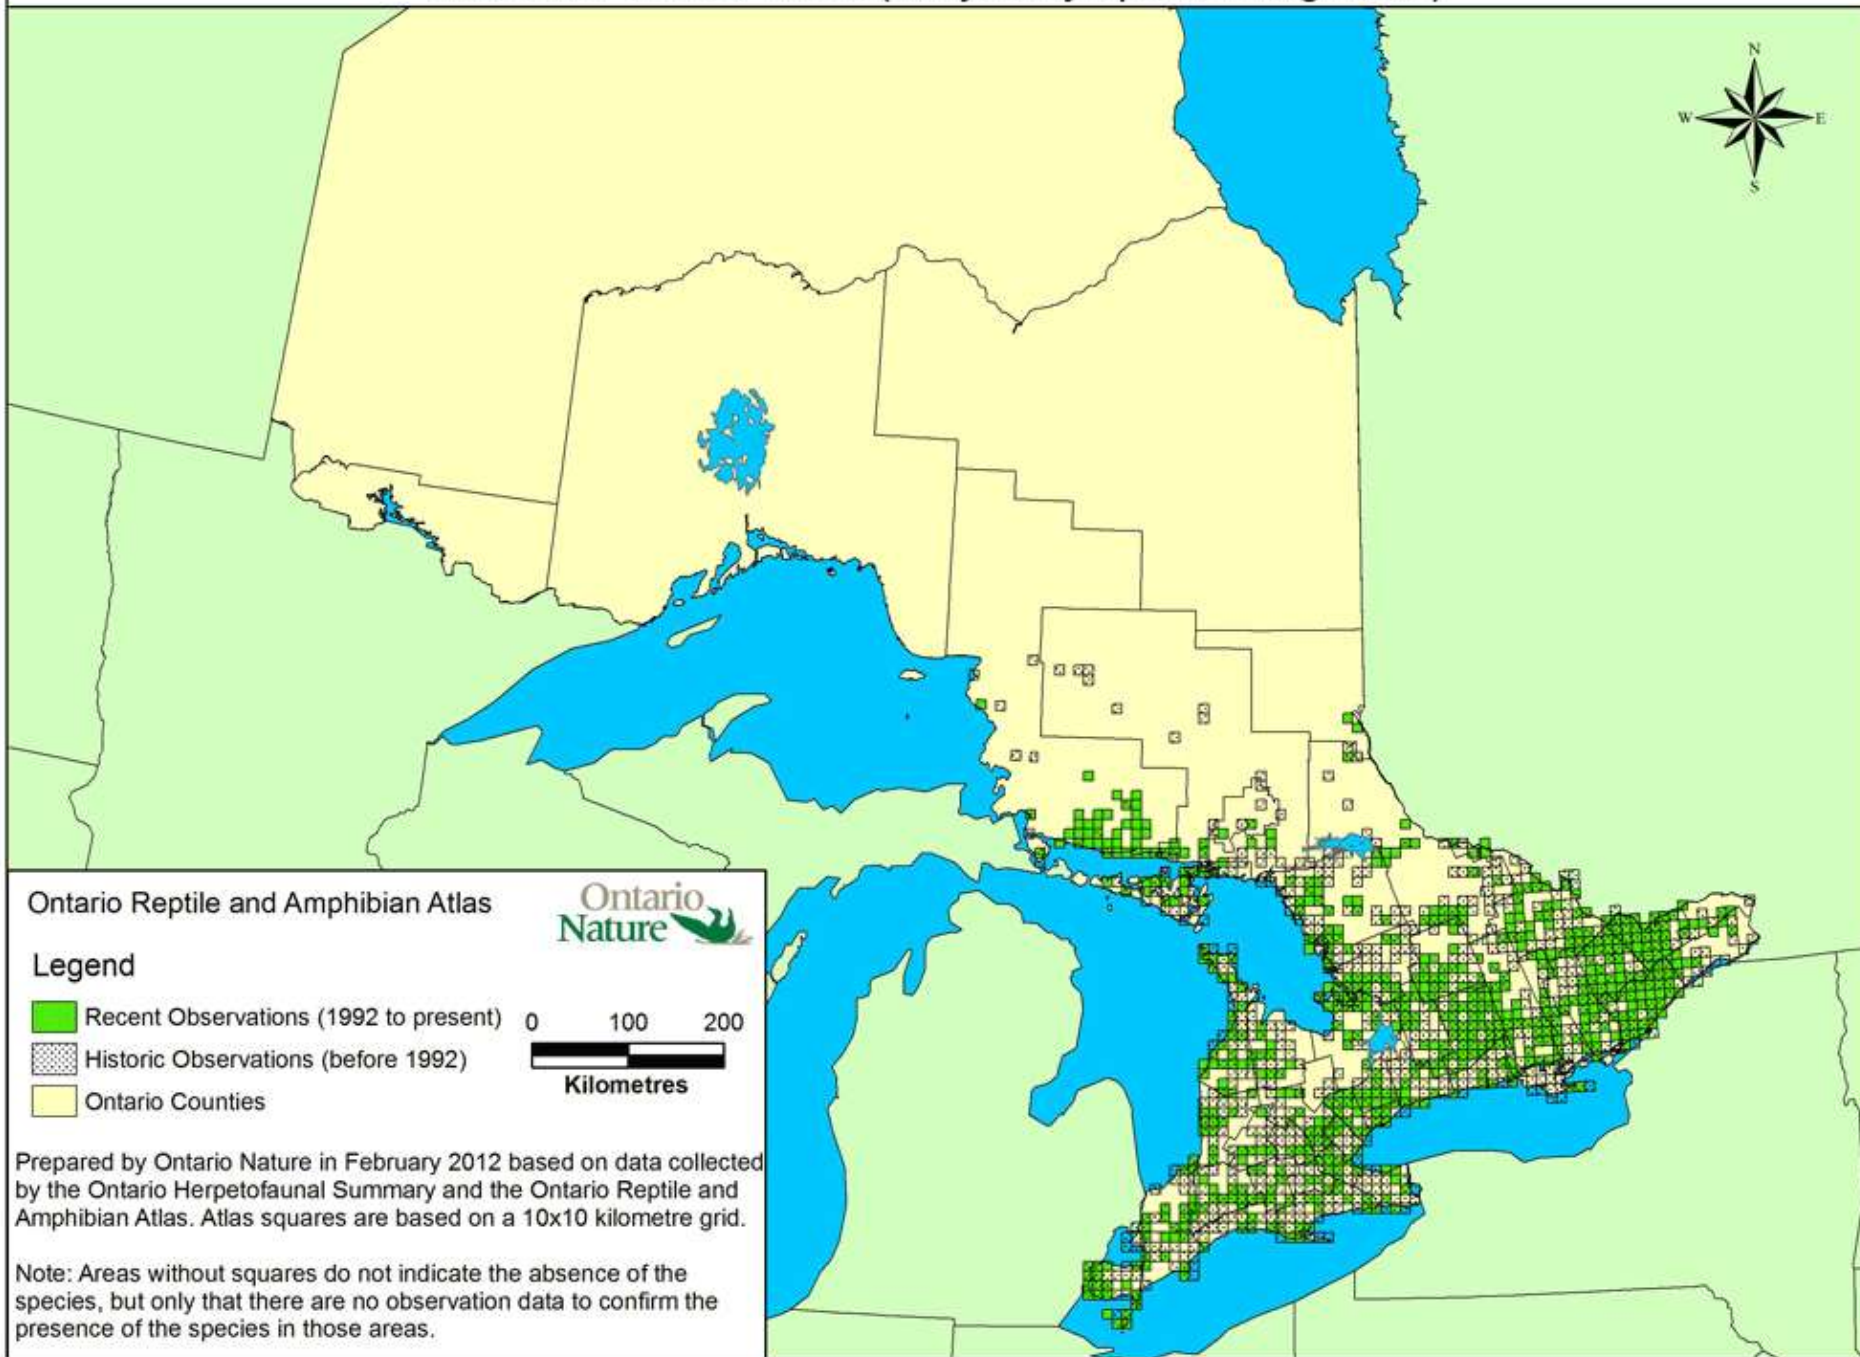 N
W E
S
Ontario Reptile and Amphibian Atlas
Ontario
Nature
Legend
Recent Observations (1992 to present)
Historic Observations (before 1992)
Ontario Counties
0 100 200
Kilometres
Prepared by Ontario Nature in February 2012 based on data collected
by the Ontario Herpetofaunal Summary and the Ontario Reptile and
Amphibian Atlas. Atlas squares are based on a 10x10 kilometre grid.
Note: Areas without squares do not indicate the absence of the
species, but only that there are no observation data to confirm the
presence of the species in those areas.